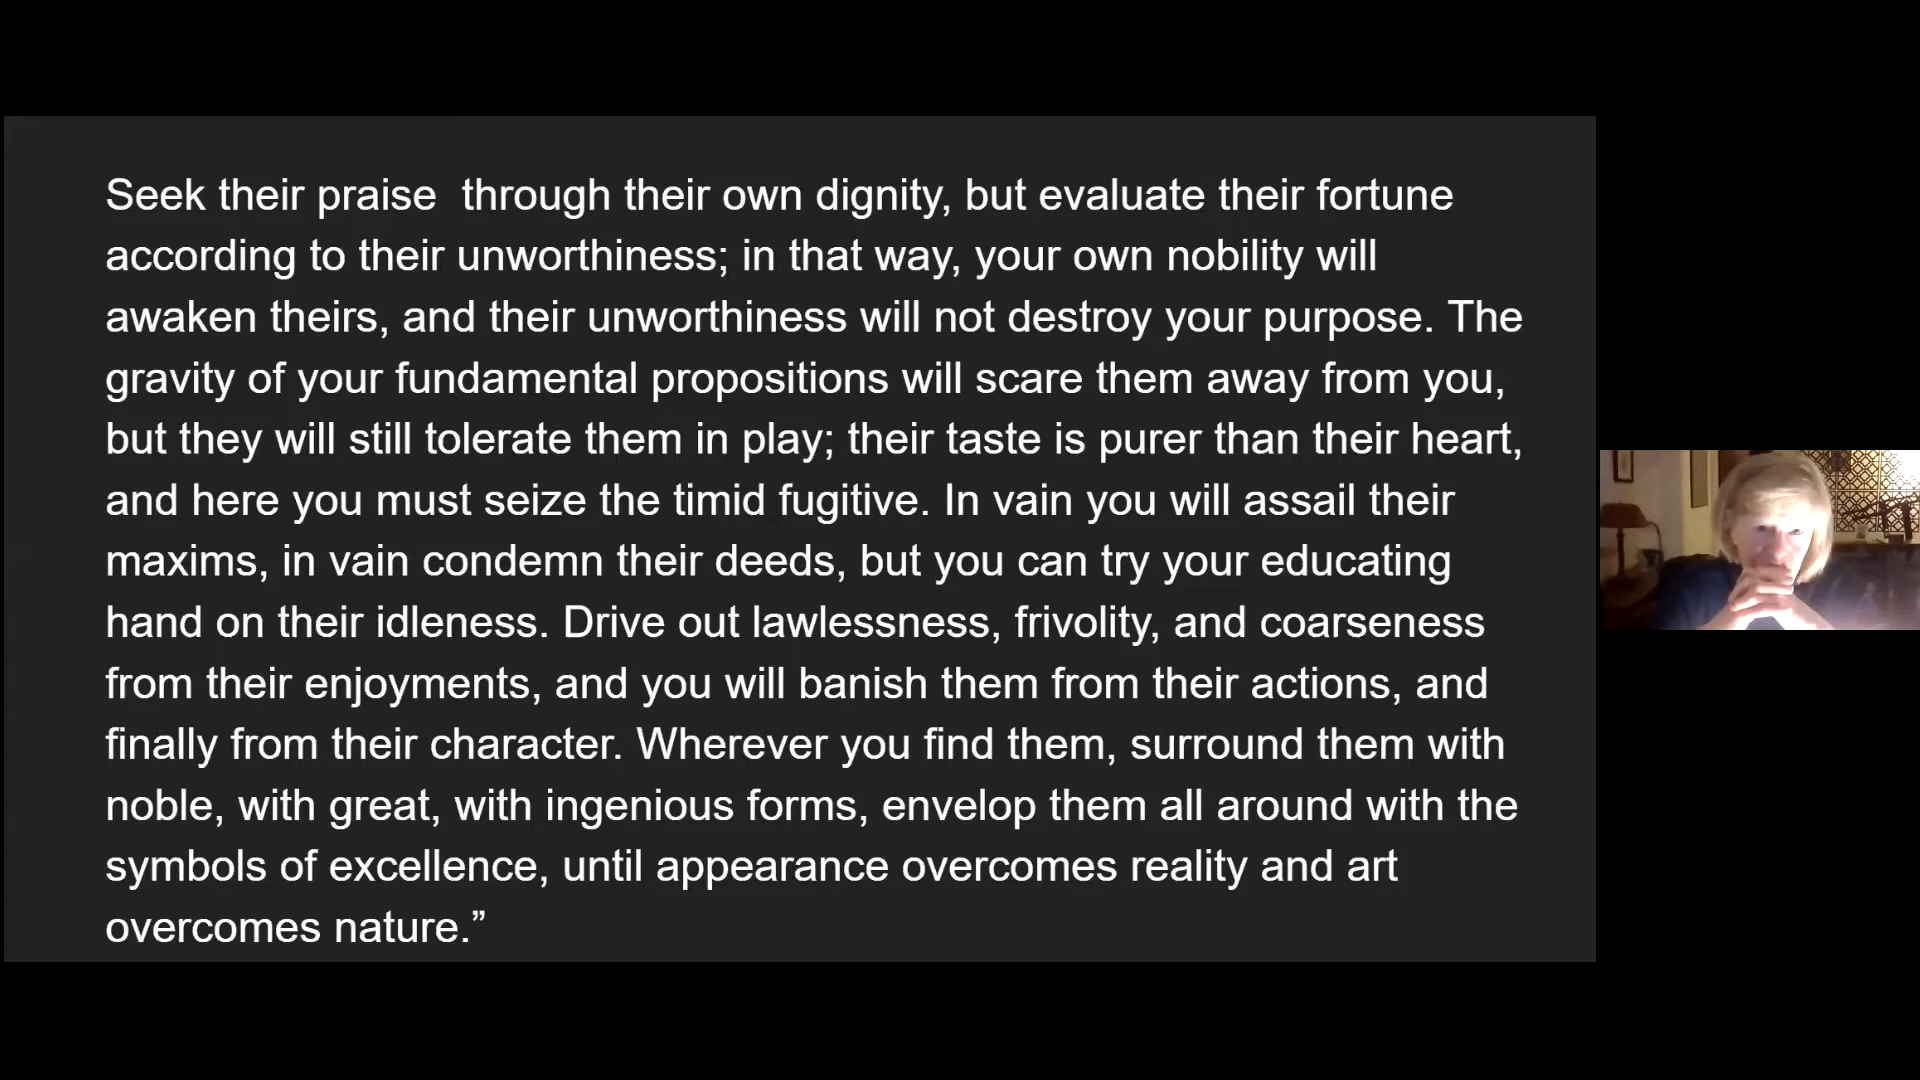 Seek their praise  through their own dignity, but evaluate their fortune
according to their unworthiness; in that way, your own nobility will
awaken theirs, and their unworthiness will not destroy your purpose. The
gravity of your fundamental propositions will scare them away from you,
but they will still tolerate them in play; their taste is purer than their heart,
and here you must seize the timid fugitive. In vain you will assail their
maxims, in vain condemn their deeds, but you can try your educating
hand on their idleness. Drive out lawlessness, frivolity, and coarseness
from their enjoyments, and you will banish them from their actions, and
finally from their character. Wherever you find them, surround them with
noble, with great, with ingenious forms, envelop them all around with the
symbols of excellence, until appearance overcomes reality and art
overcomes nature.”